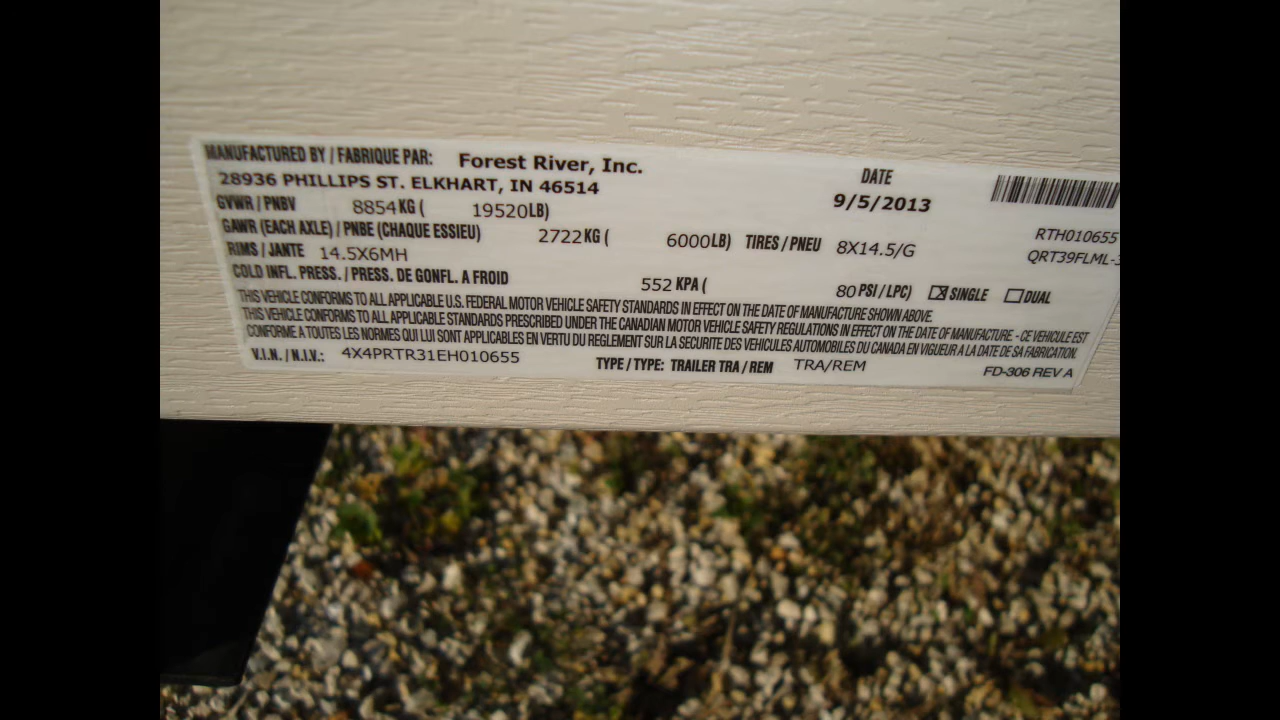 MANUFACTURED BY / FABRIQUE PAR: Forest River, Inc.
28936 PHILLIPS ST. ELKHART, IN 46514
DATE
9/5/2013
GVWR / PNBV 8854 KG ( 19520 LB)
GAWR (EACH AXLE) / PNBE (CHAQUE ESSIEU) 2722 KG ( 6000 LB) TIRES / PNEU 8X14.5/G
RTH010655
QRT39FLML-
RIMS / JANTE 14.5X6MH
COLD INFL. PRESS. / PRESS. DE GONFL. A FROID 552 KPA ( 80 PSI / LPC) SINGLE DUAL
THIS VEHICLE CONFORMS TO ALL APPLICABLE U.S. FEDERAL MOTOR VEHICLE SAFETY STANDARDS IN EFFECT ON THE DATE OF MANUFACTURE SHOWN ABOVE.
THIS VEHICLE CONFORMS TO ALL APPLICABLE STANDARDS PRESCRIBED UNDER THE CANADIAN MOTOR VEHICLE SAFETY REGULATIONS IN EFFECT ON THE DATE OF MANUFACTURE. - CE VEHICULE EST
CONFORME A TOUTES LES NORMES QUI LUI SONT APPLICABLES EN VERTU DU REGLEMENT SUR LA SECURITE DES VEHICULES AUTOMOBILES DU CANADA EN VIGUEUR A LA DATE DE SA FABRICATION.
V.I.N. / N.I.V.: 4X4PRTR31EH010655 TYPE / TYPE: TRAILER TRA / REM TRA/REM
FD-306 REV A